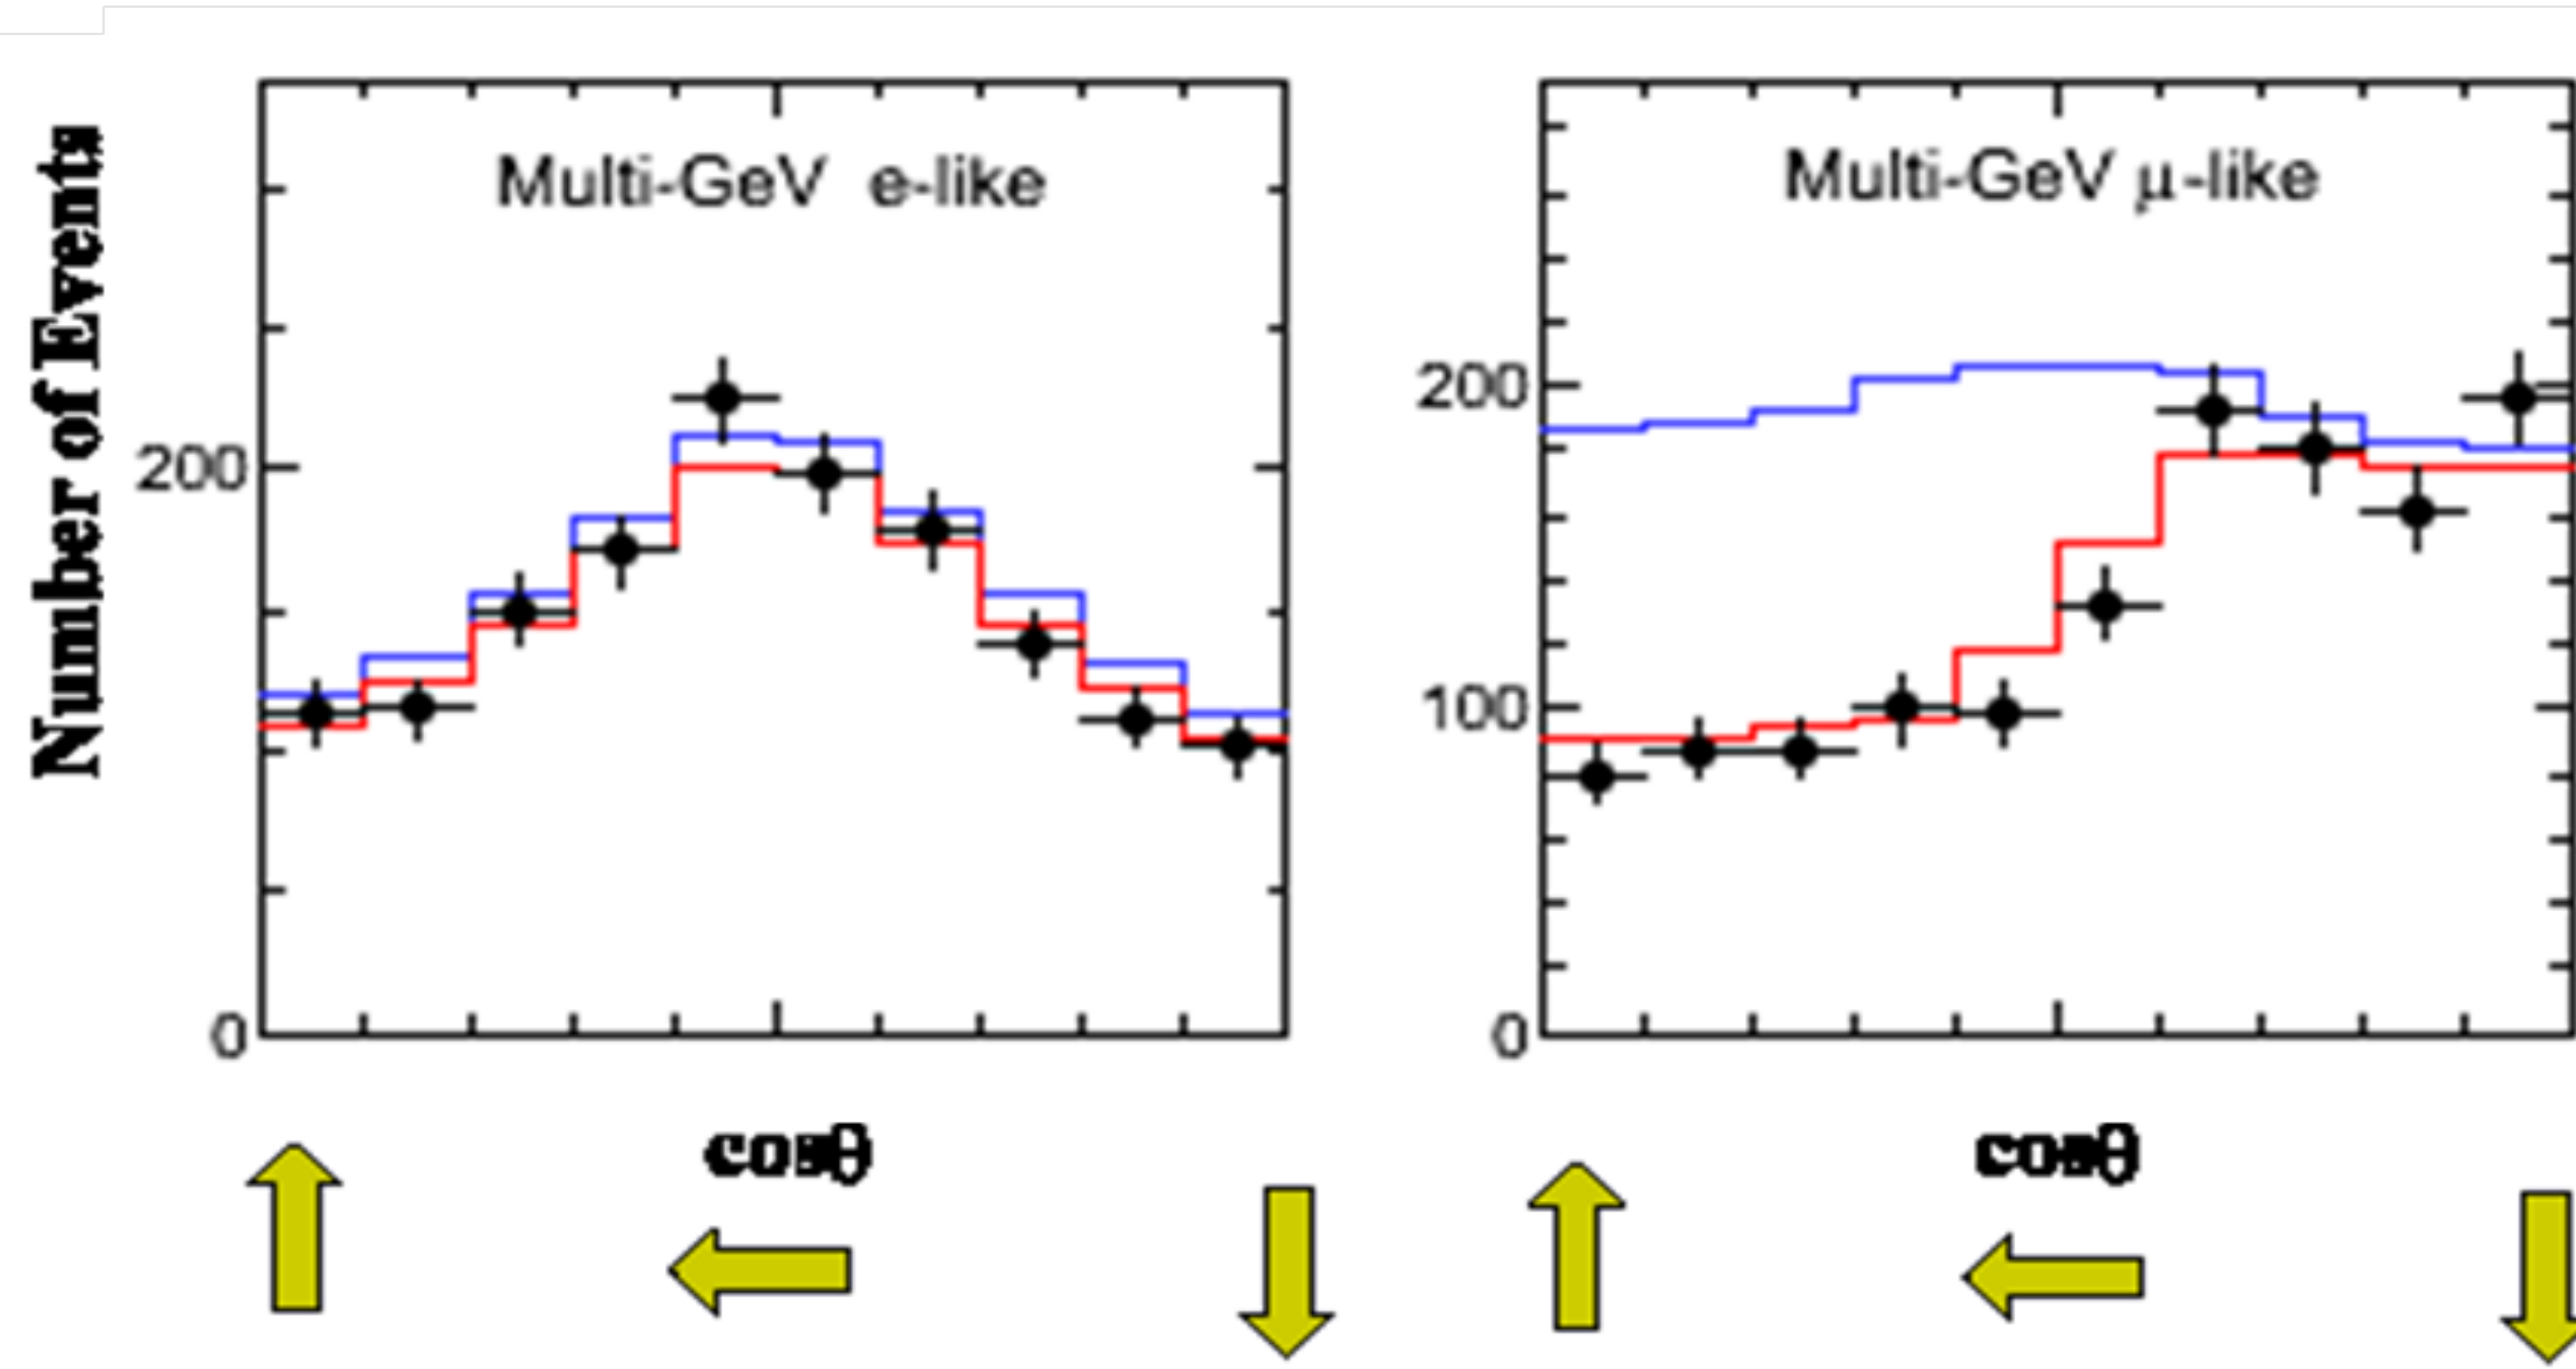 Number of Events
Multi-GeV e-like
200
0
cosθ
Multi-GeV μ-like
200
100
0
cosθ